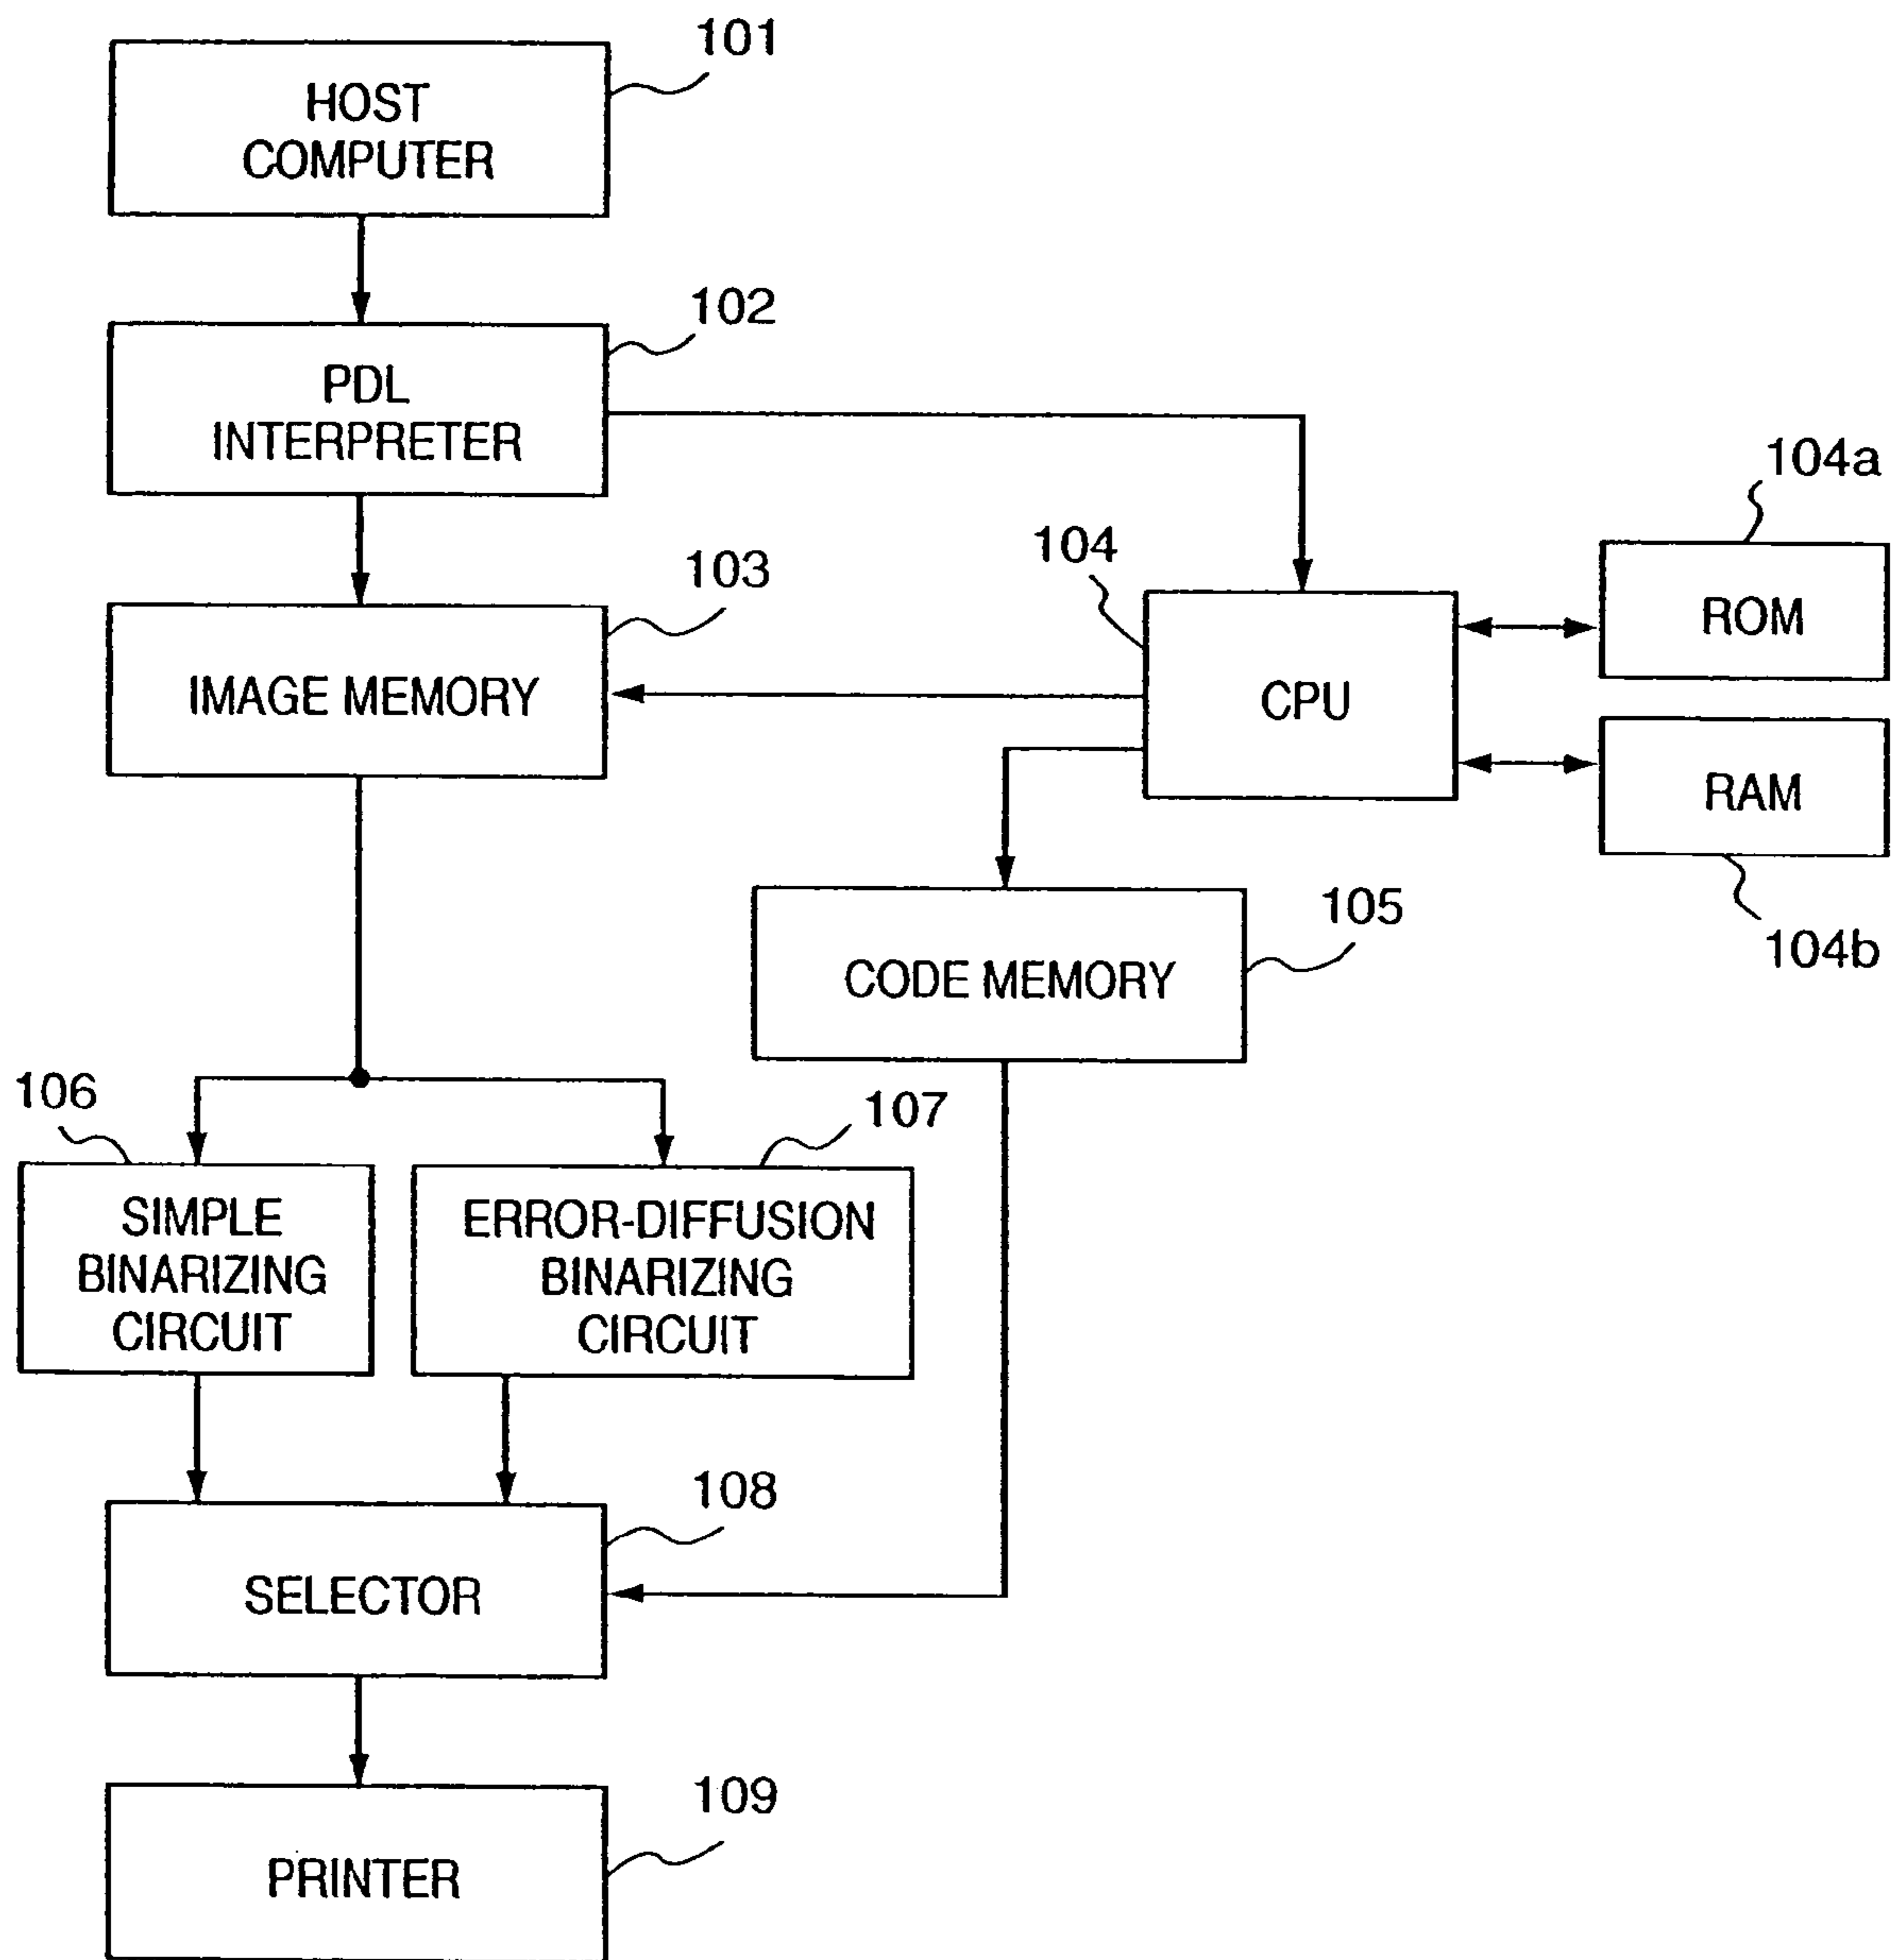 101
HOST
COMPUTER
102
PDL
INTERPRETER
104a
ROM
103
IMAGE MEMORY
104
CPU
RAM
104b
105
CODE MEMORY
106
SIMPLE
BINARIZING
CIRCUIT
107
ERROR-DIFFUSION
BINARIZING
CIRCUIT
108
SELECTOR
109
PRINTER